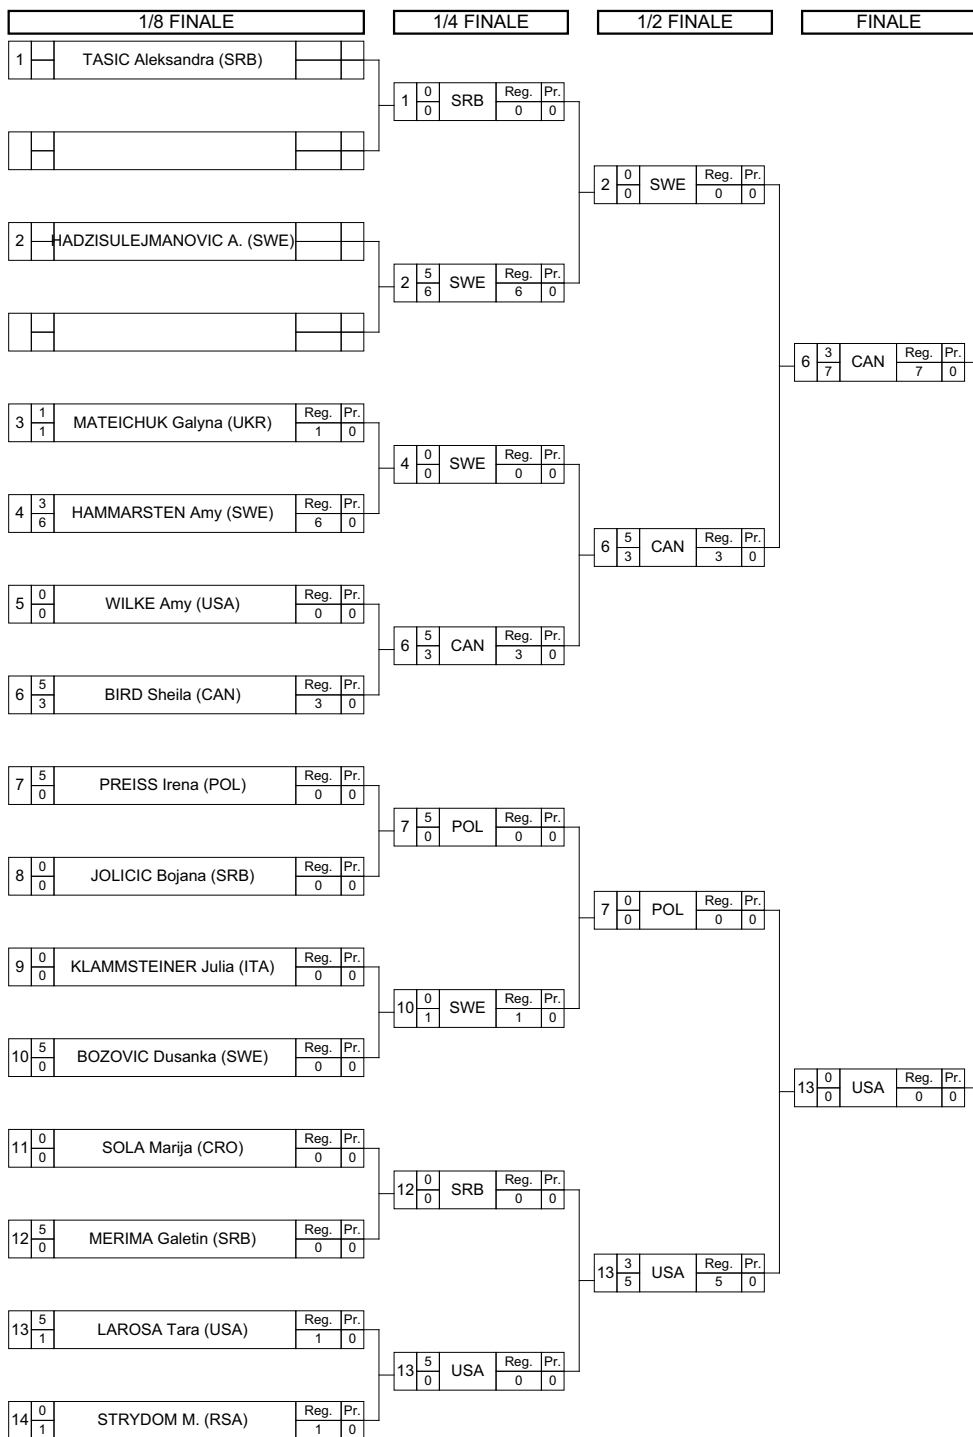 1/8 FINALE 1/4 FINALE 1/2 FINALE FINALE
1 TASIC Aleksandra (SRB)
1 0 0 SRB Reg. Pr. 0 0
2 0 0 SWE Reg. Pr. 0 0
2 HADZISULEJMANOVIC A. (SWE)
2 5 6 SWE Reg. Pr. 6 0
6 3 7 CAN Reg. Pr. 7 0
3 1 1 MATEICHUK Galyna (UKR) Reg. Pr. 1 0
4 0 0 SWE Reg. Pr. 0 0
4 3 6 HAMMARSTEN Amy (SWE) Reg. Pr. 6 0
6 5 3 CAN Reg. Pr. 3 0
5 0 0 WILKE Amy (USA) Reg. Pr. 0 0
6 5 3 CAN Reg. Pr. 3 0
6 5 3 BIRD Sheila (CAN) Reg. Pr. 3 0
7 5 0 PREISS Irena (POL) Reg. Pr. 0 0
7 5 0 POL Reg. Pr. 0 0
8 0 0 JOLICIC Bojana (SRB) Reg. Pr. 0 0
7 0 0 POL Reg. Pr. 0 0
9 0 0 KLAMMSTEINER Julia (ITA) Reg. Pr. 0 0
10 0 1 SWE Reg. Pr. 1 0
10 5 0 BOZOVIC Dusanka (SWE) Reg. Pr. 0 0
13 0 0 USA Reg. Pr. 0 0
11 0 0 SOLA Marija (CRO) Reg. Pr. 0 0
12 0 0 SRB Reg. Pr. 0 0
12 5 0 MERIMA Galetin (SRB) Reg. Pr. 0 0
13 3 5 USA Reg. Pr. 5 0
13 5 1 LAROSA Tara (USA) Reg. Pr. 1 0
13 5 0 USA Reg. Pr. 0 0
14 0 1 STRYDOM M. (RSA) Reg. Pr. 1 0